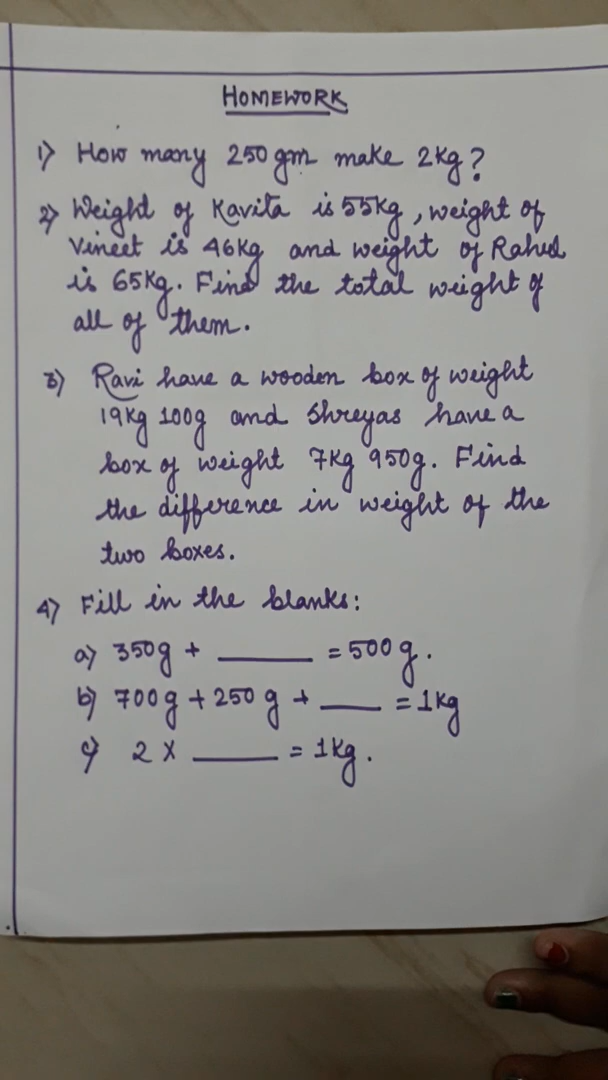 HOMEWORK
1) How many 250 gm make 2kg?
2) Weight of Kavita is 55kg, weight of
Vineet is 46kg and weight of Rahul
is 65kg. Find the total weight of
all of them.
3) Ravi have a wooden box of weight
19kg 100g and Shreyas have a
box of weight 7kg 950g. Find
the difference in weight of the
two boxes.
4) Fill in the blanks:
a) 350g + ______ = 500g.
b) 700g + 250g + ____ = 1kg
c) 2 x ______ = 1kg.